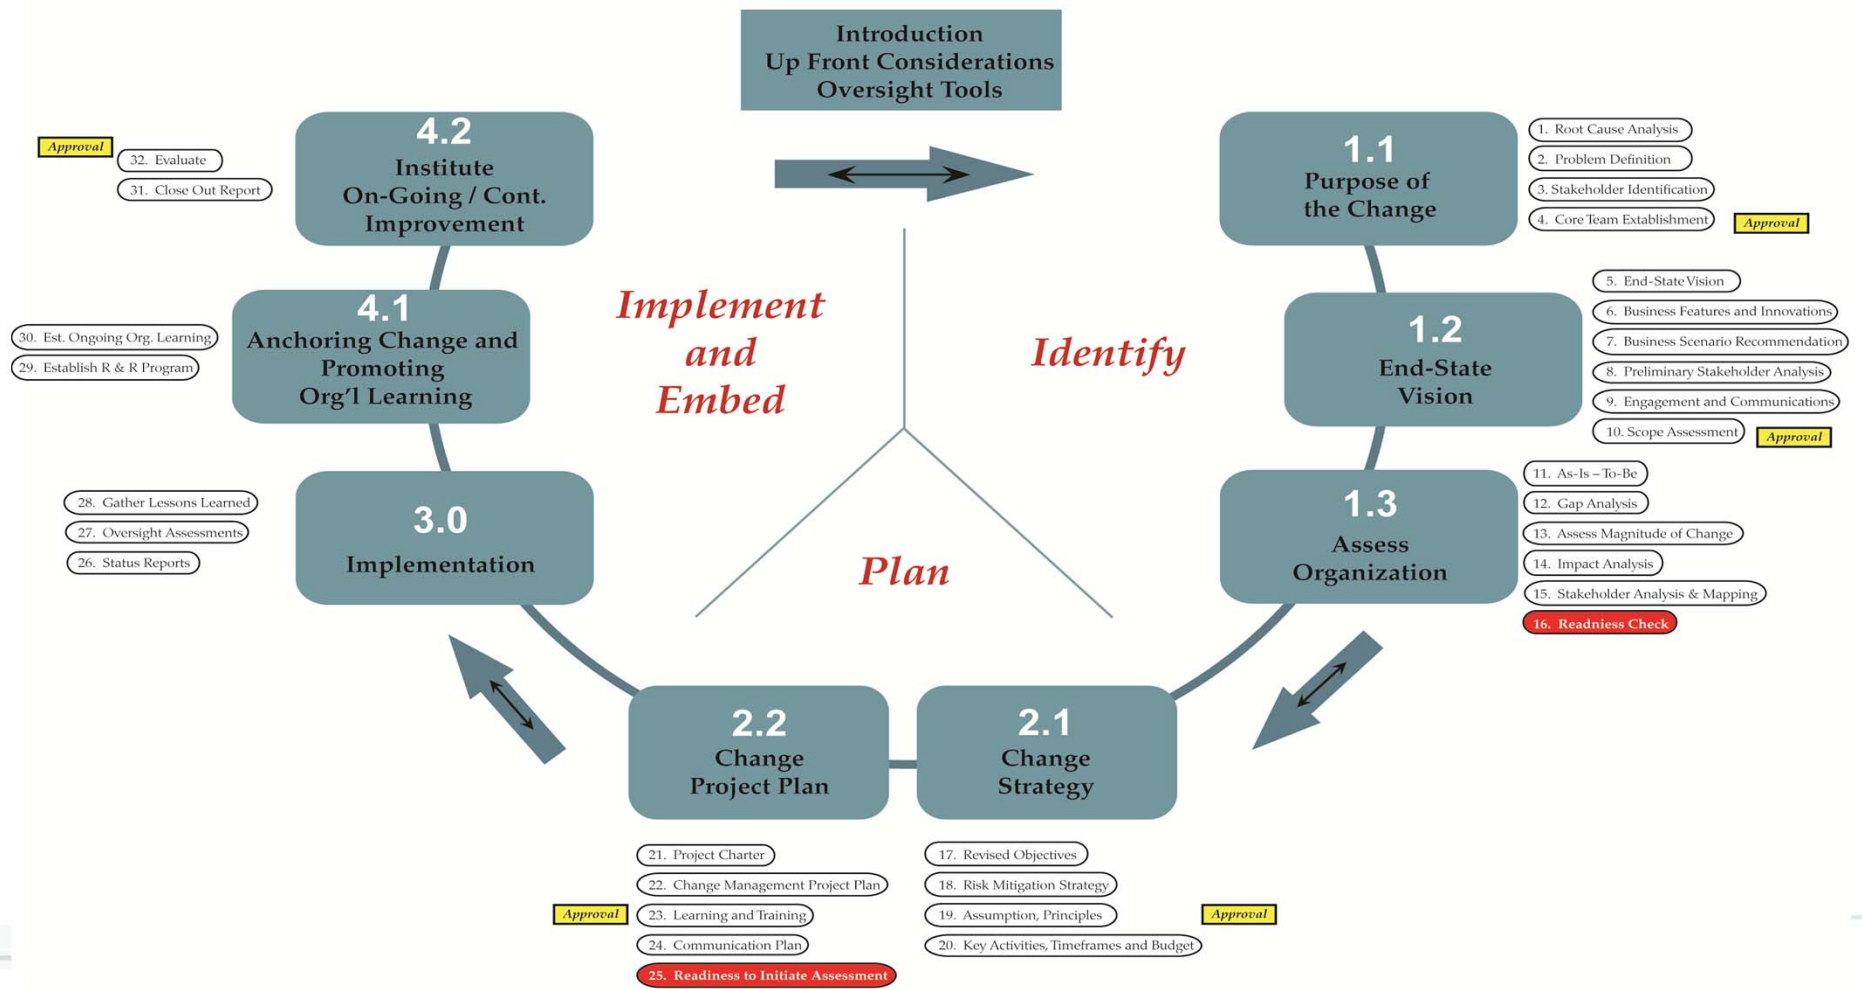 Introduction
Up Front Considerations
Oversight Tools
1.1
Purpose of
the Change
1. Root Cause Analysis
2. Problem Definition
3. Stakeholder Identification
4. Core Team Extablishment
Approval
1.2
End-State
Vision
5. End-State Vision
6. Business Features and Innovations
7. Business Scenario Recommendation
8. Preliminary Stakeholder Analysis
9. Engagement and Communications
10. Scope Assessment
Approval
1.3
Assess
Organization
11. As-Is – To-Be
12. Gap Analysis
13. Assess Magnitude of Change
14. Impact Analysis
15. Stakeholder Analysis & Mapping
16. Readniess Check
Identify
Plan
Implement
and
Embed
2.1
Change
Strategy
17. Revised Objectives
18. Risk Mitigation Strategy
19. Assumption, Principles
20. Key Activities, Timeframes and Budget
Approval
2.2
Change
Project Plan
21. Project Charter
22. Change Management Project Plan
23. Learning and Training
24. Communication Plan
25. Readiness to Initiate Assessment
Approval
3.0
Implementation
28. Gather Lessons Learned
27. Oversight Assessments
26. Status Reports
4.1
Anchoring Change and
Promoting
Org'l Learning
30. Est. Ongoing Org. Learning
29. Establish R & R Program
4.2
Institute
On-Going / Cont.
Improvement
Approval
32. Evaluate
31. Close Out Report